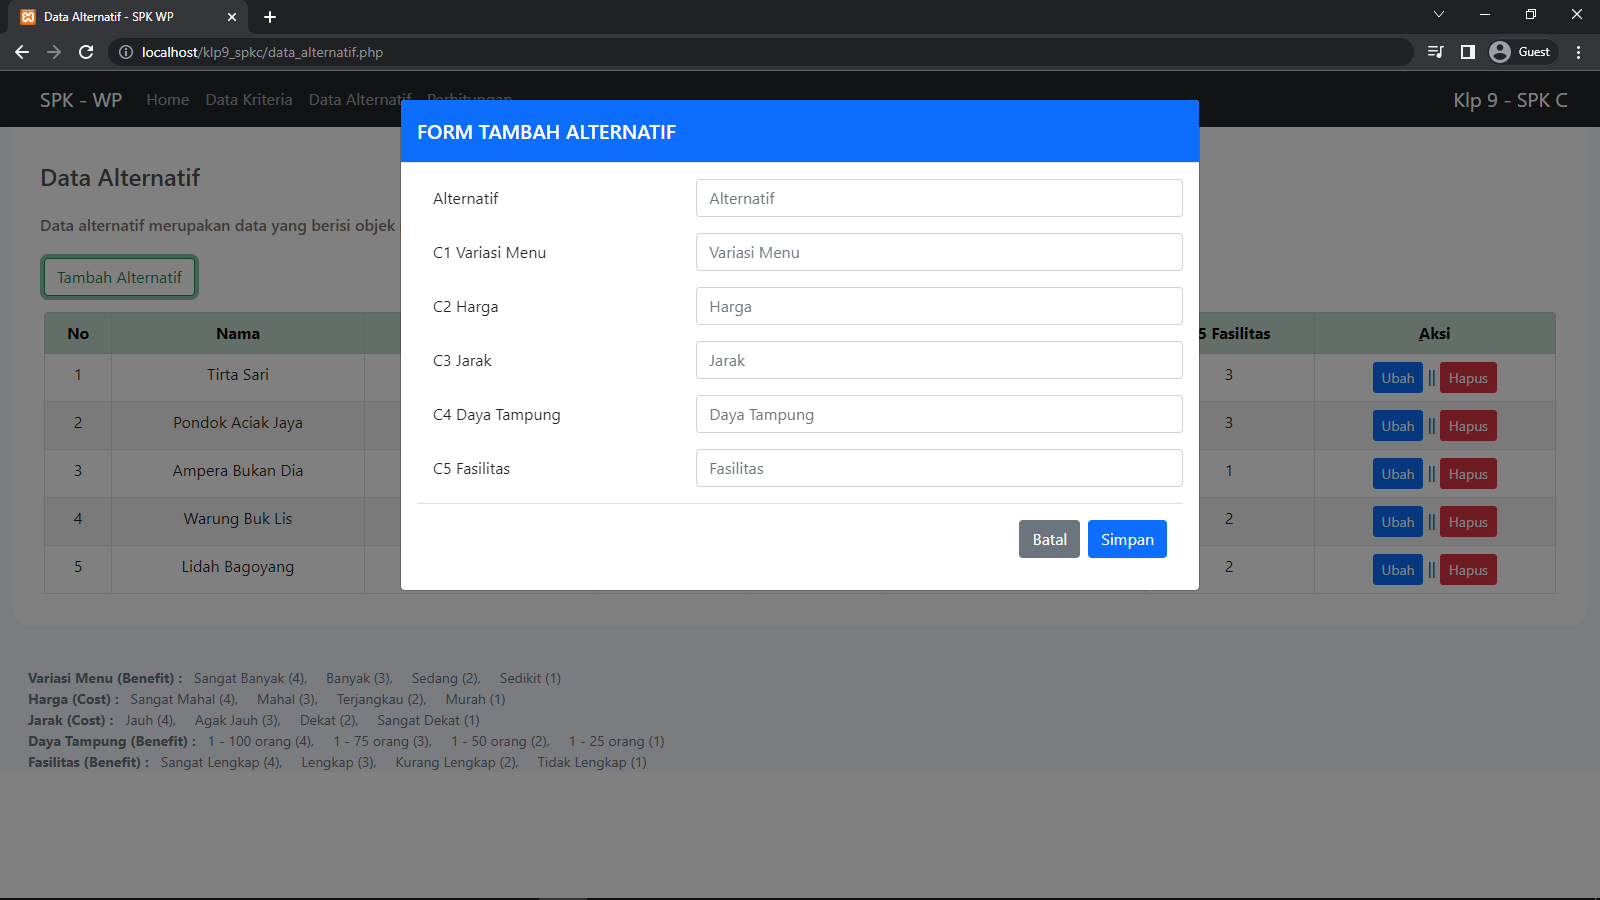 Data Alternatif - SPK WP
localhost/klp9_spkc/data_alternatif.php
Guest
SPK - WP Home Data Kriteria Data Alternatif Perhitungan Klp 9 - SPK C
FORM TAMBAH ALTERNATIF
Alternatif Alternatif
C1 Variasi Menu Variasi Menu
C2 Harga Harga
C3 Jarak Jarak
C4 Daya Tampung Daya Tampung
C5 Fasilitas Fasilitas
Batal Simpan
Data Alternatif
Data alternatif merupakan data yang berisi objek
Tambah Alternatif
No Nama 5 Fasilitas Aksi
1 Tirta Sari 3 Ubah || Hapus
2 Pondok Aciak Jaya 3 Ubah || Hapus
3 Ampera Bukan Dia 1 Ubah || Hapus
4 Warung Buk Lis 2 Ubah || Hapus
5 Lidah Bagoyang 2 Ubah || Hapus
Variasi Menu (Benefit) : Sangat Banyak (4), Banyak (3), Sedang (2), Sedikit (1)
Harga (Cost) : Sangat Mahal (4), Mahal (3), Terjangkau (2), Murah (1)
Jarak (Cost) : Jauh (4), Agak Jauh (3), Dekat (2), Sangat Dekat (1)
Daya Tampung (Benefit) : 1 - 100 orang (4), 1 - 75 orang (3), 1 - 50 orang (2), 1 - 25 orang (1)
Fasilitas (Benefit) : Sangat Lengkap (4), Lengkap (3), Kurang Lengkap (2), Tidak Lengkap (1)